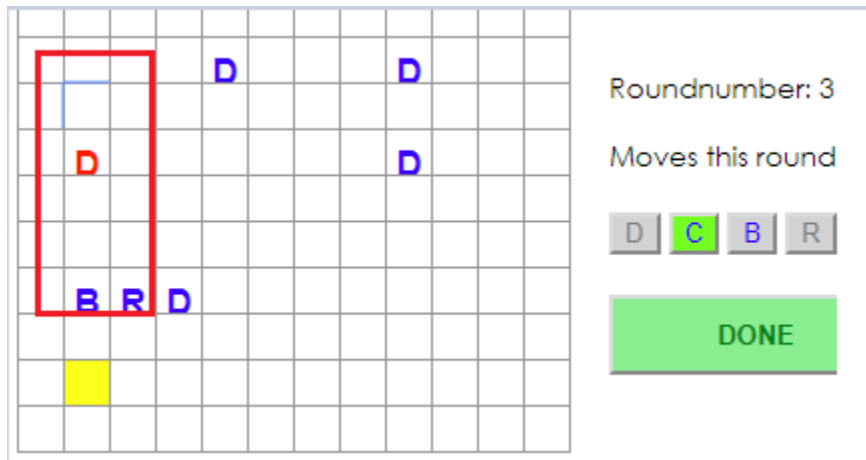 D D
Roundnumber: 3
D D
Moves this round
D C B R
B R D
DONE